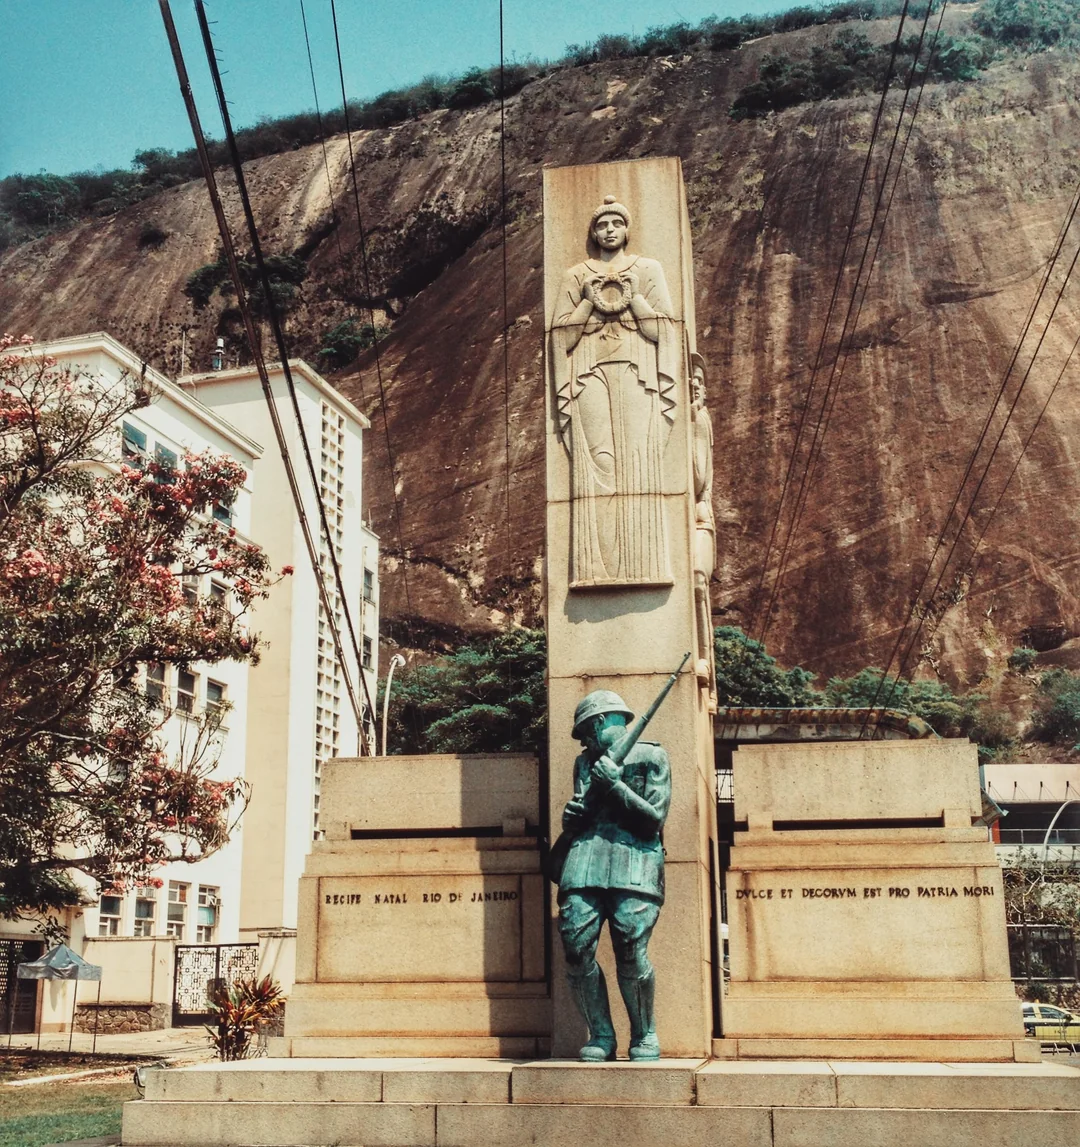 RECIFE NATAL RIO DE JANEIRO
DVLCE ET DECORVM EST PRO PATRIA MORI